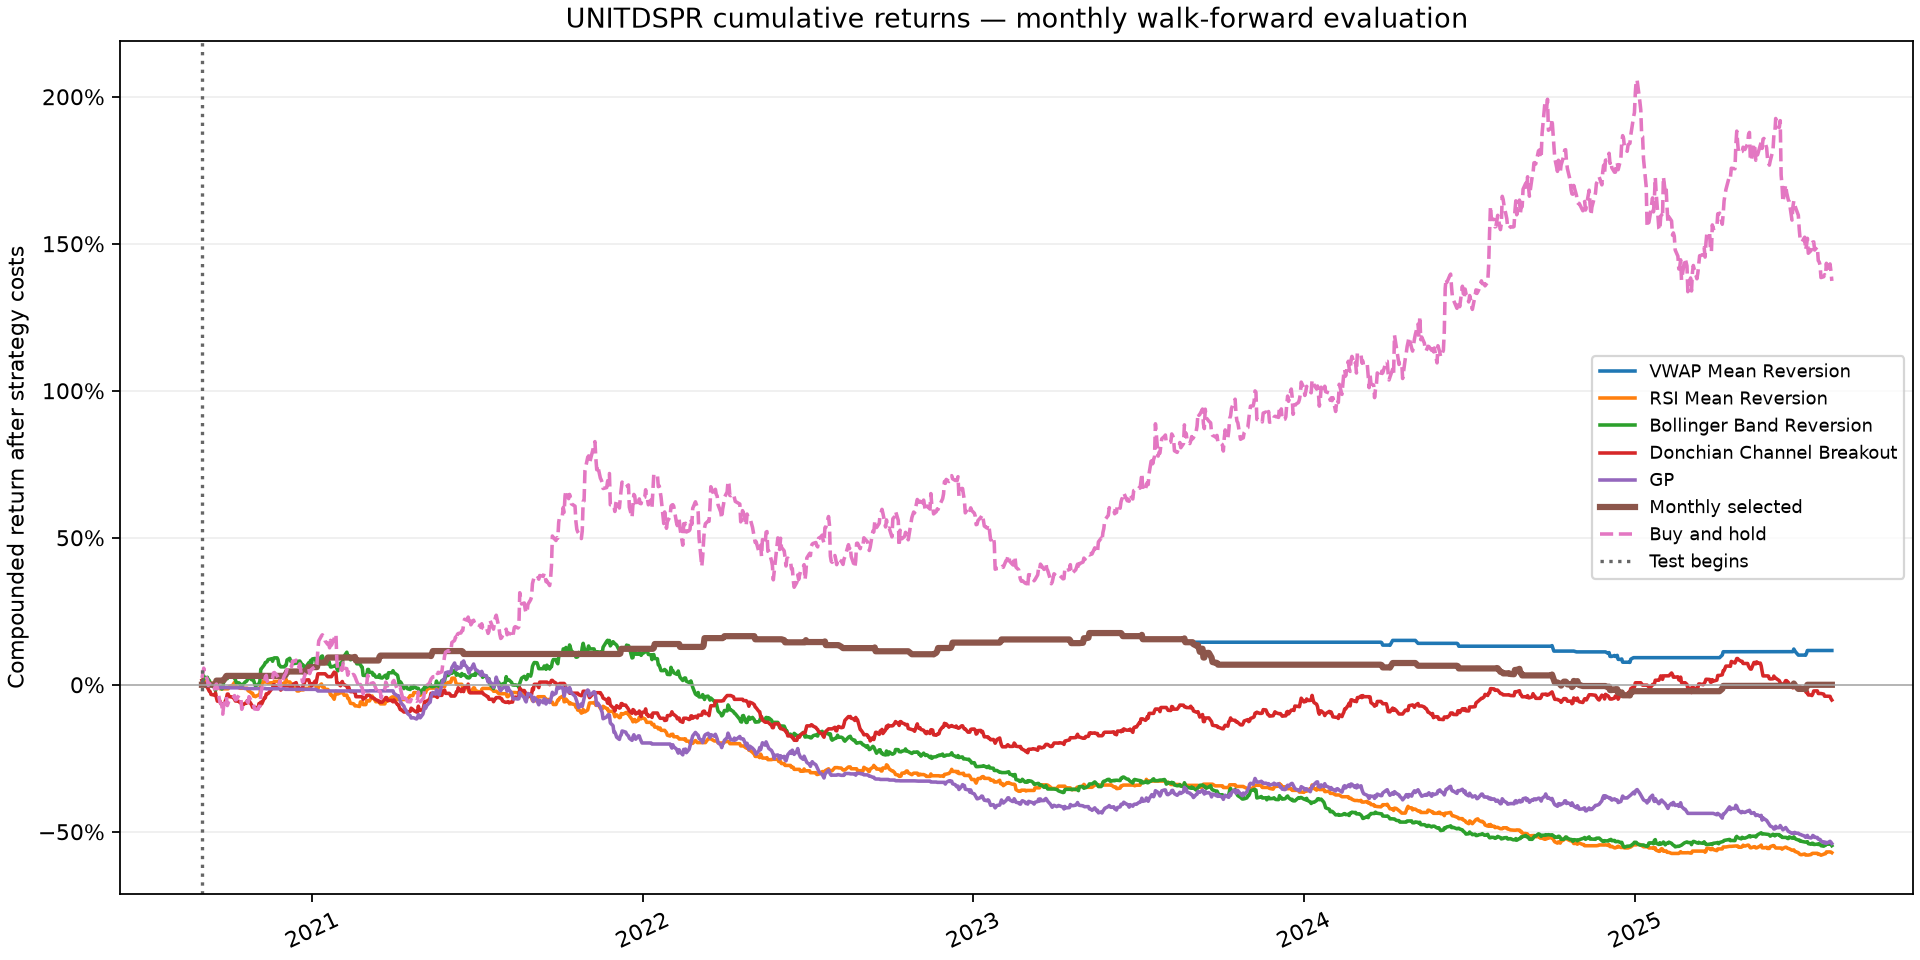 UNITDSPR cumulative returns — monthly walk-forward evaluation
Compounded return after strategy costs
200%
150%
100%
50%
0%
−50%
VWAP Mean Reversion
RSI Mean Reversion
Bollinger Band Reversion
Donchian Channel Breakout
GP
Monthly selected
Buy and hold
Test begins
2021
2022
2023
2024
2025